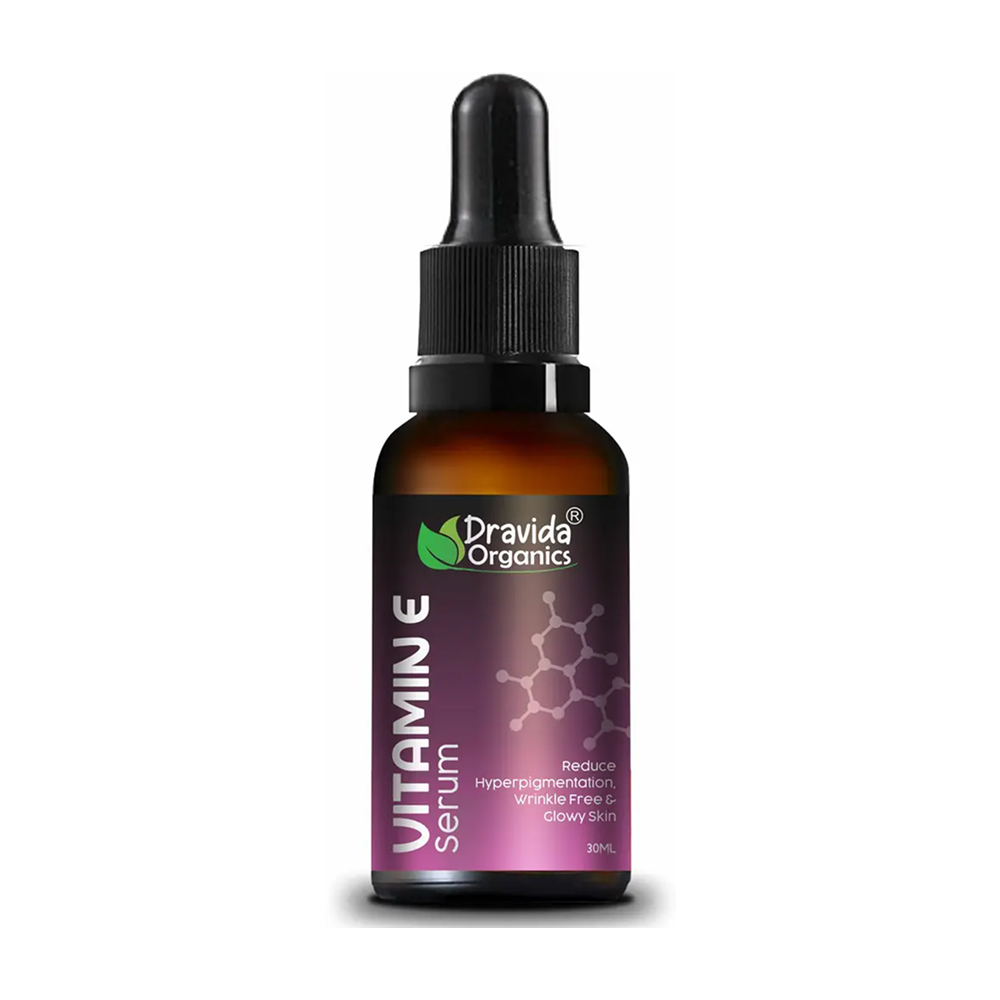 Dravida®
Organics
VITAMIN E
Serum
Reduce
Hyperpigmentation,
Wrinkle Free &
Glowy Skin
30ML